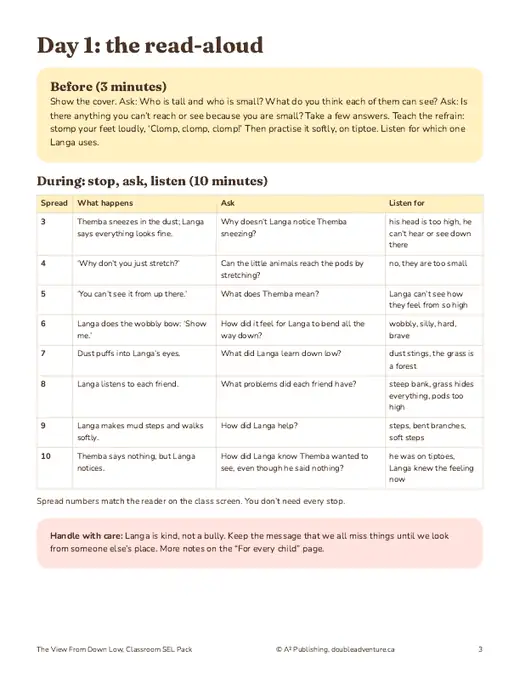 Day 1: the read-aloud
Before (3 minutes)
Show the cover. Ask: Who is tall and who is small? What do you think each of them can see? Ask: Is
there anything you can't reach or see because you are small? Take a few answers. Teach the refrain:
stomp your feet loudly, 'Clomp, clomp, clomp!' Then practise it softly, on tiptoe. Listen for which one
Langa uses.
During: stop, ask, listen (10 minutes)
Spread What happens Ask Listen for
3 Themba sneezes in the dust; Langa Why doesn't Langa notice Themba his head is too high, he
says everything looks fine. sneezing? can't hear or see down
there
4 'Why don't you just stretch?' Can the little animals reach the pods by no, they are too small
stretching?
5 'You can't see it from up there.' What does Themba mean? Langa can't see how
they feel from so high
6 Langa does the wobbly bow: 'Show How did it feel for Langa to bend all the wobbly, silly, hard,
me.' way down? brave
7 Dust puffs into Langa's eyes. What did Langa learn down low? dust stings, the grass is
a forest
8 Langa listens to each friend. What problems did each friend have? steep bank, grass hides
everything, pods too
high
9 Langa makes mud steps and walks How did Langa help? steps, bent branches,
softly. soft steps
10 Themba says nothing, but Langa How did Langa know Themba wanted to he was on tiptoes,
notices. see, even though he said nothing? Langa knew the feeling
now
Spread numbers match the reader on the class screen. You don't need every stop.
Handle with care: Langa is kind, not a bully. Keep the message that we all miss things until we look
from someone else's place. More notes on the "For every child" page.
The View From Down Low, Classroom SEL Pack © A² Publishing, doubleadventure.ca 3